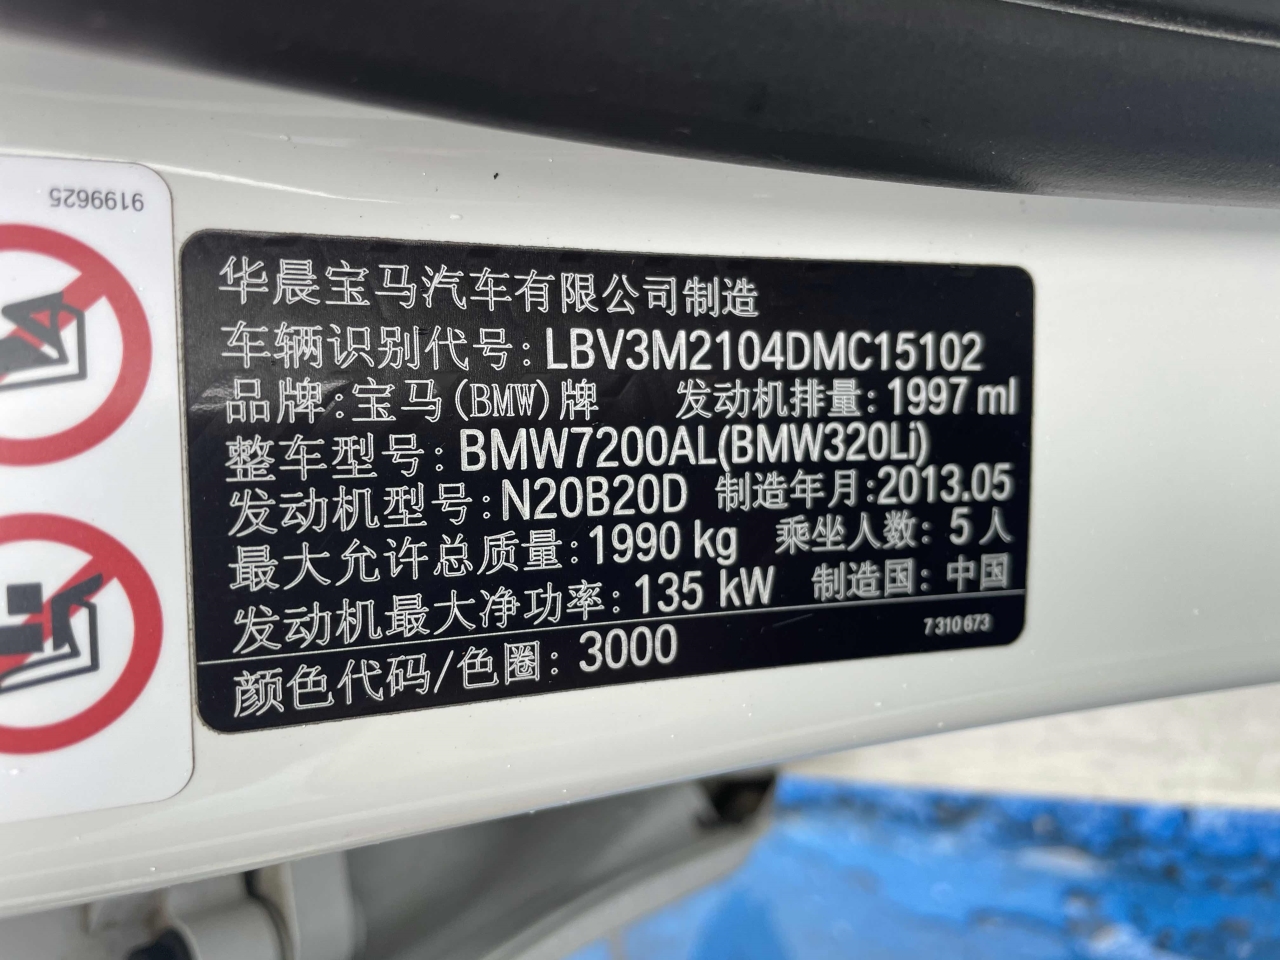 9199625
华晨宝马汽车有限公司制造
车辆识别代号: LBV3M2104DMC15102
品牌: 宝马(BMW)牌 发动机排量: 1997 ml
整车型号: BMW7200AL(BMW320Li)
发动机型号: N20B20D 制造年月: 2013.05
最大允许总质量: 1990 kg 乘坐人数: 5人
发动机最大净功率: 135 kW 制造国: 中国
7 310 673
颜色代码/色圈: 3000